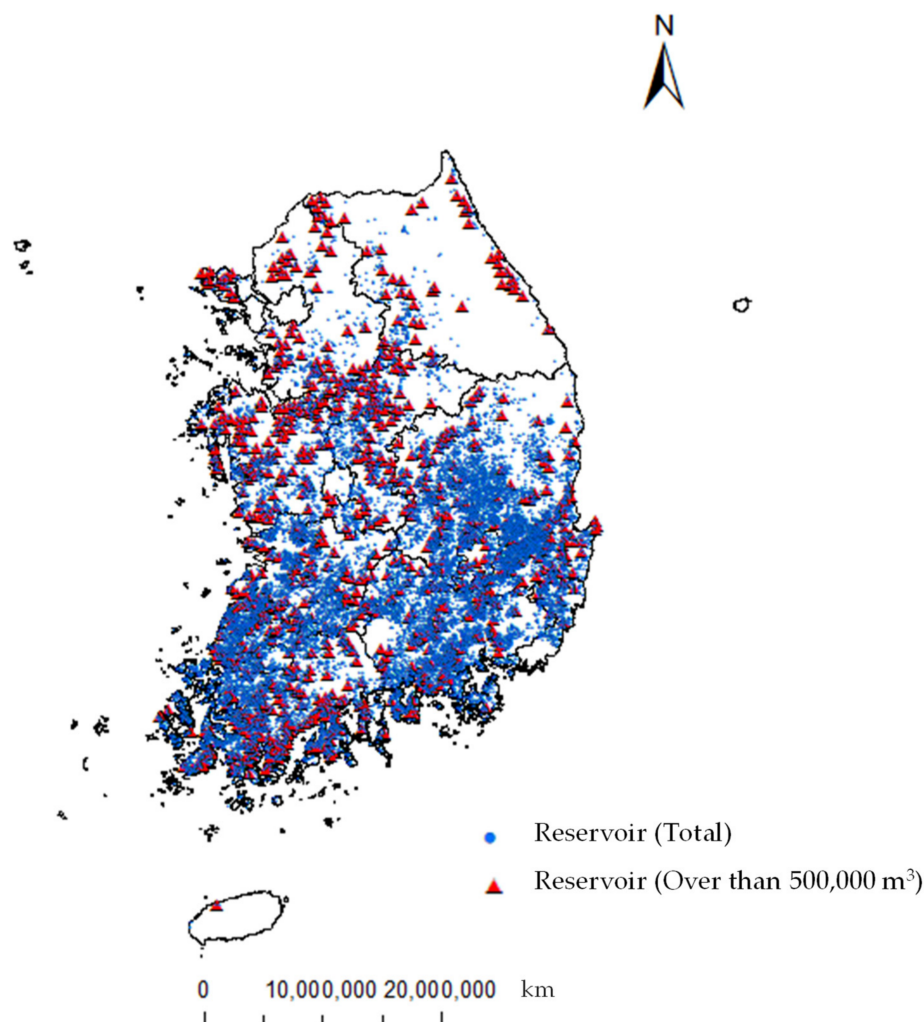 N
Reservoir (Total)
Reservoir (Over than 500,000 m³)
0 10,000,000 20,000,000 km